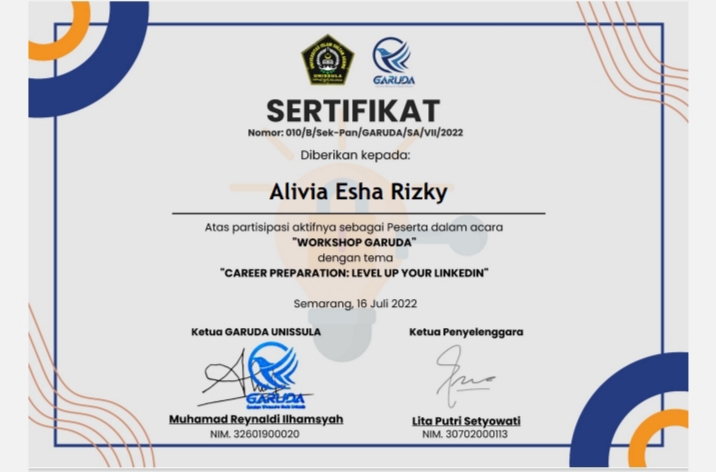 UNISSULA
GARUDA
SERTIFIKAT
Nomor: 010/B/Sek-Pan/GARUDA/SA/VII/2022
Diberikan kepada:
Alivia Esha Rizky
Atas partisipasi aktifnya sebagai Peserta dalam acara
"WORKSHOP GARUDA"
dengan tema
"CAREER PREPARATION: LEVEL UP YOUR LINKEDIN"
Semarang, 16 Juli 2022
Ketua GARUDA UNISSULA
Ketua Penyelenggara
GARUDA
Muhamad Reynaldi Ilhamsyah
Lita Putri Setyowati
NIM. 32601900020
NIM. 30702000113